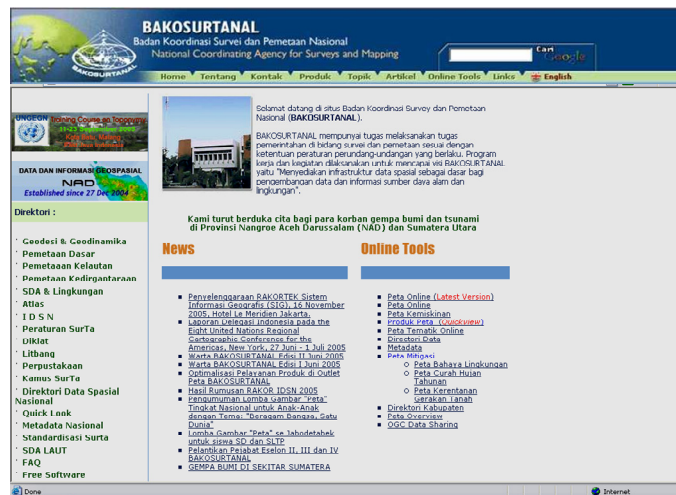 BAKOSURTANAL
Badan Koordinasi Survei dan Pemetaan Nasional
National Coordinating Agency for Surveys and Mapping
BAKOSURTANAL
Cari
Google
Home Tentang Kontak Produk Topik Artikel Online Tools Links English
UNGEGN Training Course on Toponymy
DATA DAN INFORMASI GEOSPASIAL
NAD
Established since 27 Dec 2004
Direktori :
Geodesi & Geodinamika
Pemetaan Dasar
Pemetaaan Kelautan
Pemetaan Kedirgantaraan
SDA & Lingkungan
Atlas
I D S N
Peraturan SurTa
Diklat
Litbang
Perpustakaan
Kamus SurTa
Direktori Data Spasial
Nasional
Quick Look
Metadata Nasional
Standardisasi Surta
SDA LAUT
FAQ
Free Software
Selamat datang di situs Badan Koordinasi Survey dan Pemetaan
Nasional (BAKOSURTANAL).
BAKOSURTANAL mempunyai tugas melaksanakan tugas
pemerintahan di bidang survei dan pemetaan sesuai dengan
ketentuan peraturan perundang-undangan yang berlaku. Program
kerja dan kegiatan dilaksanakan untuk mencapai visi BAKOSURTANAL
yaitu "Menyediakan infrastruktur data spasial sebagai dasar bagi
pengembangan data dan informasi sumber daya alam dan
lingkungan".
Kami turut berduka cita bagi para korban gempa bumi dan tsunami
di Provinsi Nangroe Aceh Darussalam (NAD) dan Sumatera Utara
News
Penyelenggaraan RAKORTEK Sistem
Informasi Geografis (SIG), 16 November
2005, Hotel Le Meridien Jakarta.
Laporan Delegasi Indonesia pada the
Eight United Nations Regional
Cartographic Conference for the
Americas, New York, 27 Juni - 1 Juli 2005
Warta BAKOSURTANAL Edisi II Juni 2005
Warta BAKOSURTANAL Edisi I Juni 2005
Optimalisasi Pelayanan Produk di Outlet
Peta BAKOSURTANAL
Hasil Rumusan RAKOR IDSN 2005
Pengumuman Lomba Gambar "Peta"
Tingkat Nasional untuk Anak-Anak
dengan Tema: "Beragam Bangsa, Satu
Dunia"
Lomba Gambar "Peta" se Jabodetabek
untuk siswa SD dan SLTP
Pelantikan Pejabat Eselon II, III dan IV
BAKOSURTANAL
GEMPA BUMI DI SEKITAR SUMATERA
Online Tools
Peta Online (Latest Version)
Peta Online
Peta Kemiskinan
Produk Peta (Quickview)
Peta Tematik Online
Directori Data
Metadata
Peta Mitigasi
Peta Bahaya Lingkungan
Peta Curah Hujan
Tahunan
Peta Kerentanan
Gerakan Tanah
Direktori Kabupaten
Peta Overview
OGC Data Sharing
Done
Internet